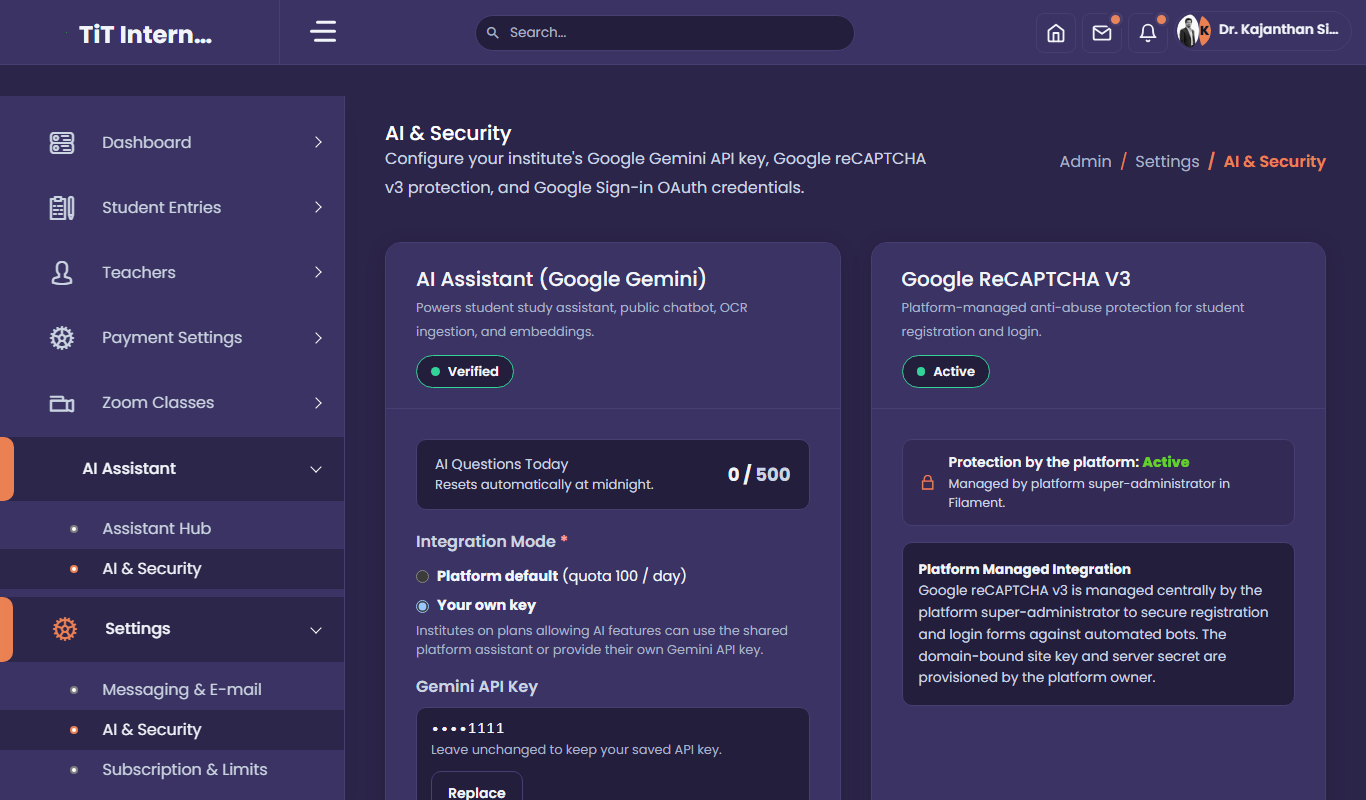 TiT Intern...
Search...
Dr. Kajanthan Si...
Dashboard
Student Entries
Teachers
Payment Settings
Zoom Classes
AI Assistant
Assistant Hub
AI & Security
Settings
Messaging & E-mail
AI & Security
Subscription & Limits
AI & Security
Configure your institute's Google Gemini API key, Google reCAPTCHA
v3 protection, and Google Sign-in OAuth credentials.
Admin / Settings / AI & Security
AI Assistant (Google Gemini)
Powers student study assistant, public chatbot, OCR
ingestion, and embeddings.
Verified
AI Questions Today
Resets automatically at midnight.
0 / 500
Integration Mode *
Platform default (quota 100 / day)
Your own key
Institutes on plans allowing AI features can use the shared
platform assistant or provide their own Gemini API key.
Gemini API Key
••••1111
Leave unchanged to keep your saved API key.
Replace
Google ReCAPTCHA V3
Platform-managed anti-abuse protection for student
registration and login.
Active
Protection by the platform: Active
Managed by platform super-administrator in
Filament.
Platform Managed Integration
Google reCAPTCHA v3 is managed centrally by the
platform super-administrator to secure registration
and login forms against automated bots. The
domain-bound site key and server secret are
provisioned by the platform owner.